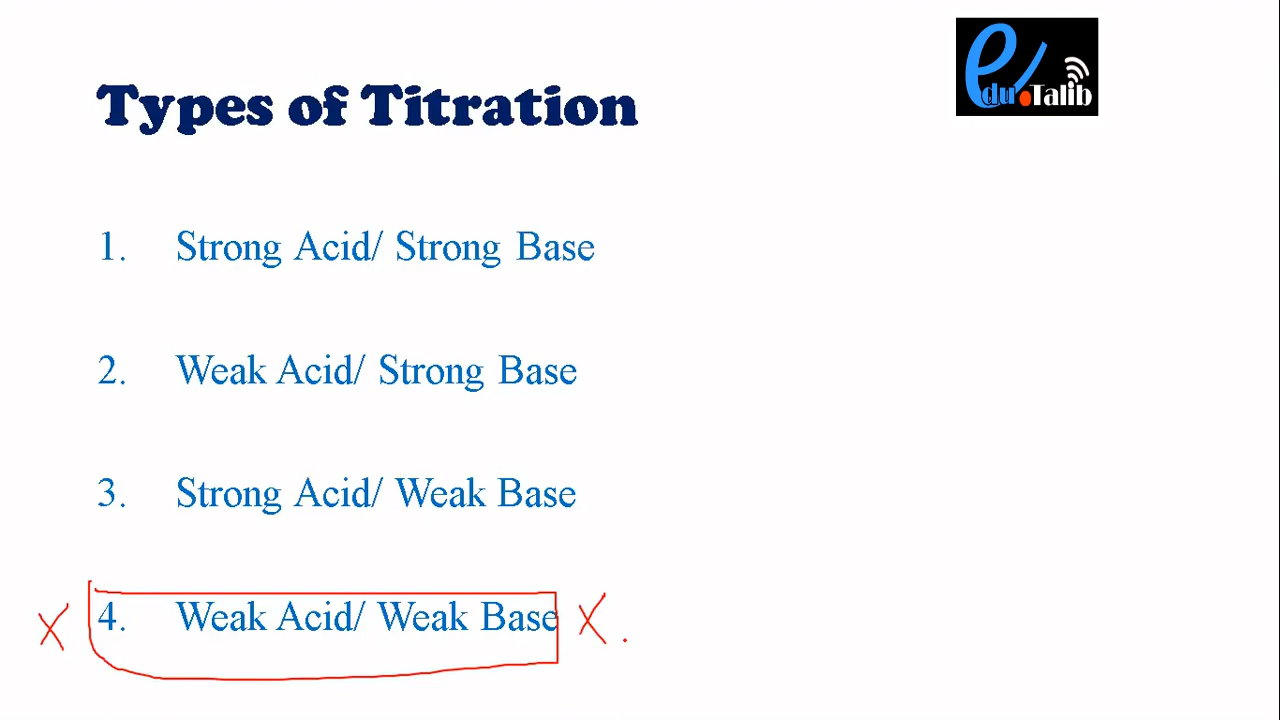 edu.Talib
Types of Titration
1. Strong Acid/ Strong Base
2. Weak Acid/ Strong Base
3. Strong Acid/ Weak Base
X 4. Weak Acid/ Weak Base X .